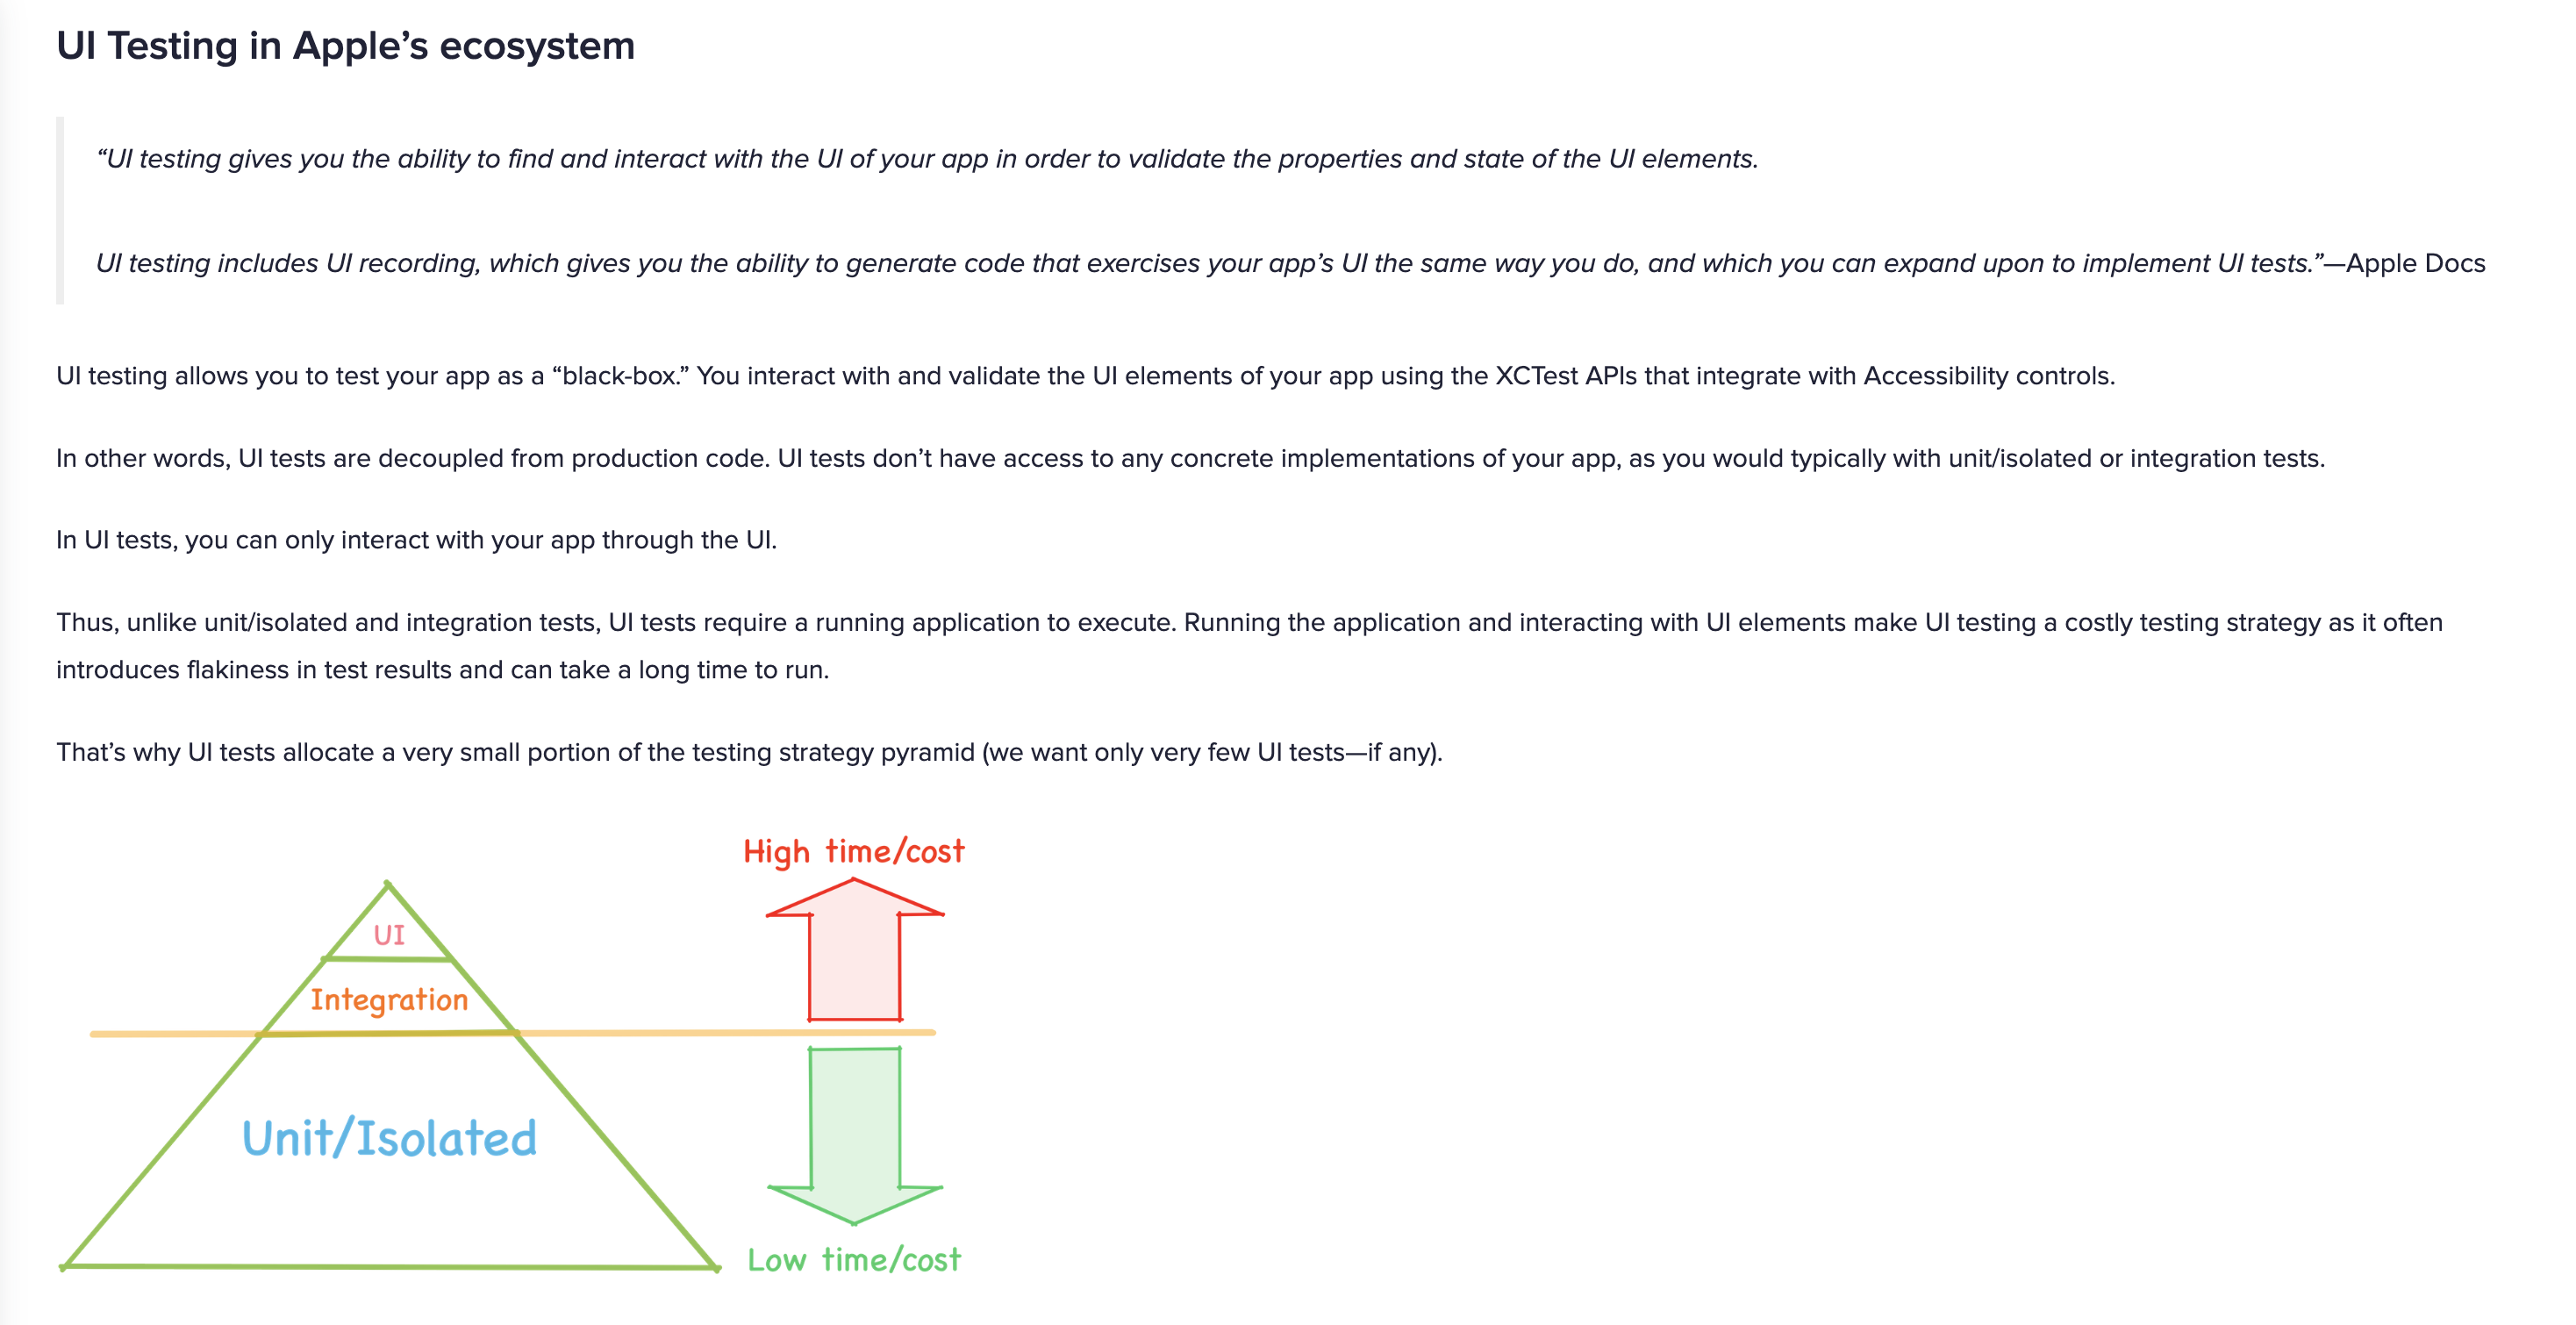 UI Testing in Apple’s ecosystem
“UI testing gives you the ability to find and interact with the UI of your app in order to validate the properties and state of the UI elements.
UI testing includes UI recording, which gives you the ability to generate code that exercises your app’s UI the same way you do, and which you can expand upon to implement UI tests.”—Apple Docs
UI testing allows you to test your app as a “black-box.” You interact with and validate the UI elements of your app using the XCTest APIs that integrate with Accessibility controls.
In other words, UI tests are decoupled from production code. UI tests don’t have access to any concrete implementations of your app, as you would typically with unit/isolated or integration tests.
In UI tests, you can only interact with your app through the UI.
Thus, unlike unit/isolated and integration tests, UI tests require a running application to execute. Running the application and interacting with UI elements make UI testing a costly testing strategy as it often
introduces flakiness in test results and can take a long time to run.
That’s why UI tests allocate a very small portion of the testing strategy pyramid (we want only very few UI tests—if any).
High time/cost
UI
Integration
Unit/Isolated
Low time/cost